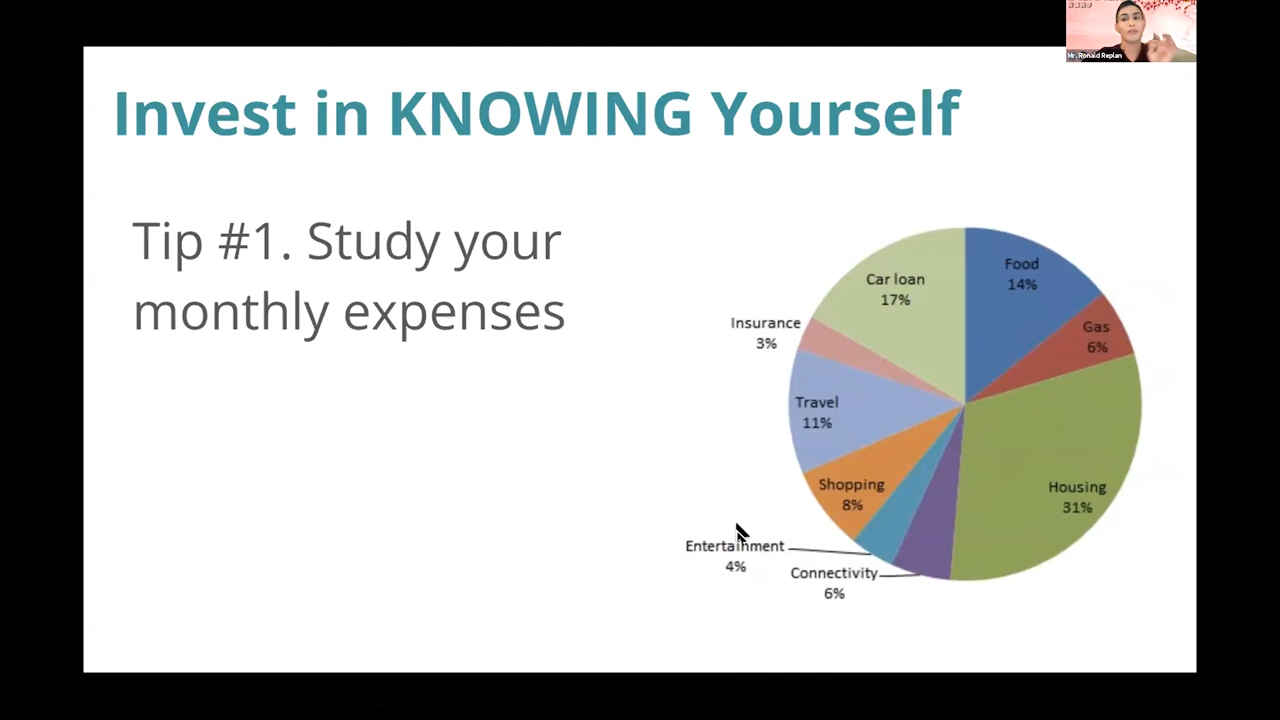 Mr. Ronald Replan
Invest in KNOWING Yourself
Tip #1. Study your
monthly expenses
Food
14%
Gas
6%
Housing
31%
Connectivity
6%
Entertainment
4%
Shopping
8%
Travel
11%
Insurance
3%
Car loan
17%